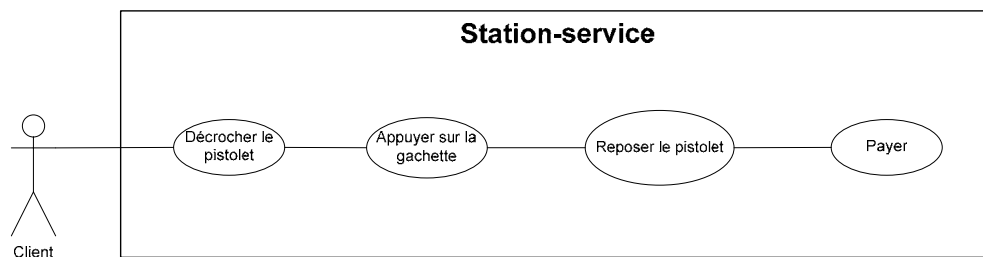 Station-service
Décrocher le
pistolet
Appuyer sur la
gachette
Reposer le pistolet
Payer
Client